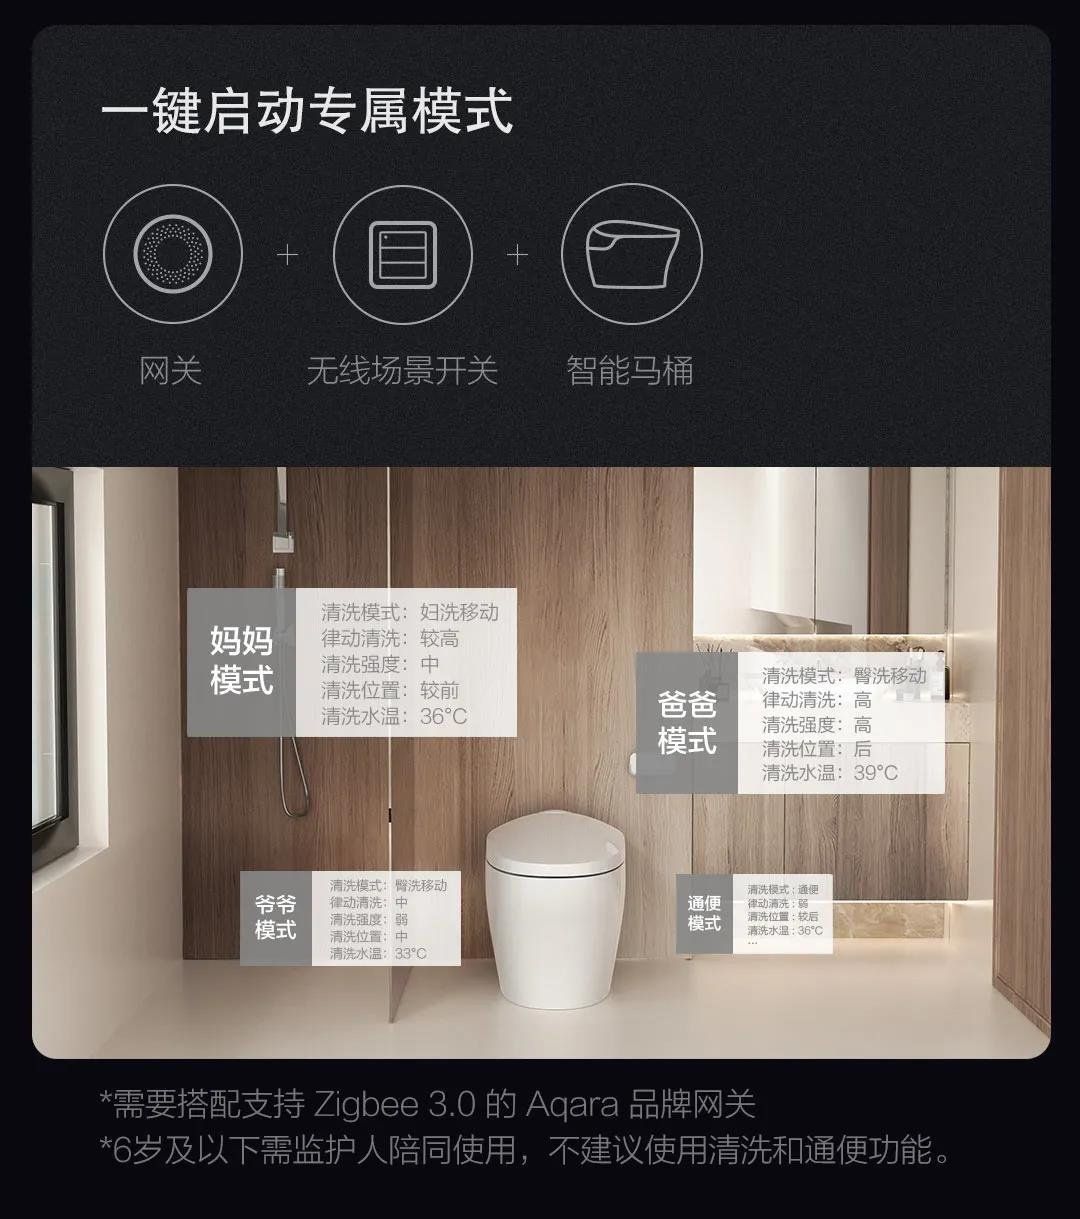 一键启动专属模式
网关
无线场景开关
智能马桶
妈妈
模式
清洗模式：妇洗移动
律动清洗：较高
清洗强度：中
清洗位置：较前
清洗水温：36°C
爸爸
模式
清洗模式：臀洗移动
律动清洗：高
清洗强度：高
清洗位置：后
清洗水温：39°C
爷爷
模式
清洗模式：臀洗移动
律动清洗：中
清洗强度：弱
清洗位置：中
清洗水温：33°C
通便
模式
清洗模式：通便
律动清洗：弱
清洗位置：较后
清洗水温：36°C
...
*需要搭配支持 Zigbee 3.0 的 Aqara 品牌网关
*6岁及以下需监护人陪同使用，不建议使用清洗和通便功能。